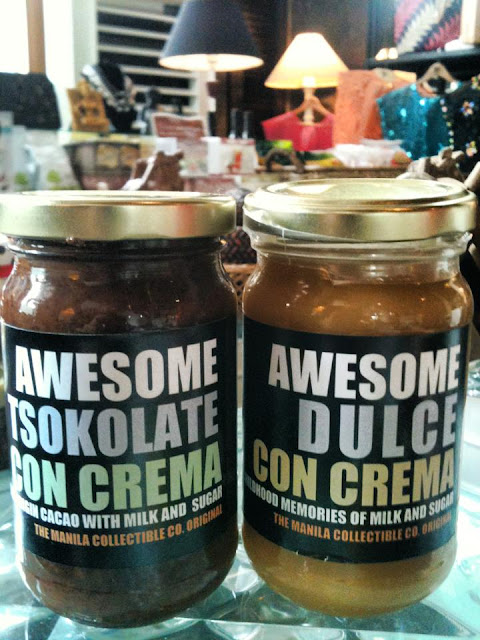 AWESOME
TSOKOLATE
CON CREMA
CACAO WITH MILK AND SUGAR
THE MANILA COLLECTIBLE CO. ORIGINAL
AWESOME
DULCE
CON CREMA
MEMORIES OF MILK AND SUGAR
THE MANILA COLLECTIBLE CO. ORIGINAL